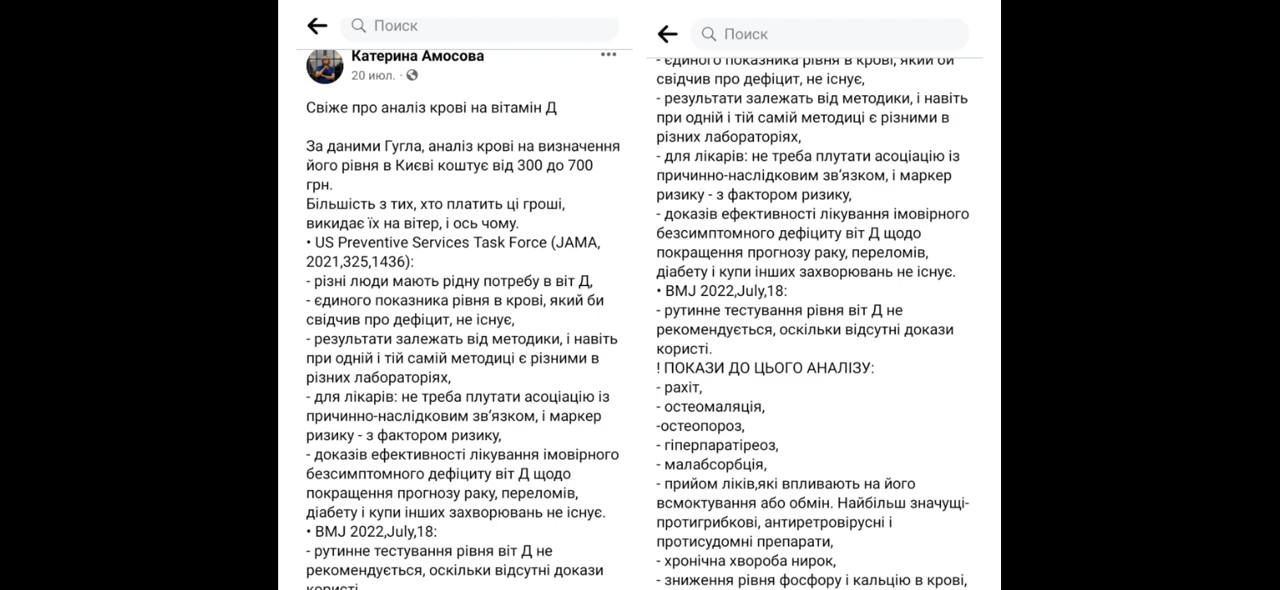 Поиск
Катерина Амосова
20 июл.
Свіже про аналіз крові на вітамін Д
За даними Гугла, аналіз крові на визначення
його рівня в Києві коштує від 300 до 700
грн.
Більшість з тих, хто платить ці гроші,
викидає їх на вітер, і ось чому.
• US Preventive Services Task Force (JAMA,
2021,325,1436):
- різні люди мають рідну потребу в віт Д,
- єдиного показника рівня в крові, який би
свідчив про дефіцит, не існує,
- результати залежать від методики, і навіть
при одній і тій самій методиці є різними в
різних лабораторіях,
- для лікарів: не треба плутати асоціацію із
причинно-наслідковим зв’язком, і маркер
ризику - з фактором ризику,
- доказів ефективності лікування імовірного
безсимптомного дефіциту віт Д щодо
покращення прогнозу раку, переломів,
діабету і купи інших захворювань не існує.
• BMJ 2022,July,18:
- рутинне тестування рівня віт Д не
рекомендується, оскільки відсутні докази
користі.
Поиск
- єдиного показника рівня в крові, який би
свідчив про дефіцит, не існує,
- результати залежать від методики, і навіть
при одній і тій самій методиці є різними в
різних лабораторіях,
- для лікарів: не треба плутати асоціацію із
причинно-наслідковим зв’язком, і маркер
ризику - з фактором ризику,
- доказів ефективності лікування імовірного
безсимптомного дефіциту віт Д щодо
покращення прогнозу раку, переломів,
діабету і купи інших захворювань не існує.
• BMJ 2022,July,18:
- рутинне тестування рівня віт Д не
рекомендується, оскільки відсутні докази
користі.
! ПОКАЗИ ДО ЦЬОГО АНАЛІЗУ:
- рахіт,
- остеомаляція,
-остеопороз,
- гіперпаратіреоз,
- малабсорбція,
- прийом ліків,які впливають на його
всмоктування або обмін. Найбільш значущі-
протигрибкові, антиретровірусні і
протисудомні препарати,
- хронічна хвороба нирок,
- зниження рівня фосфору і кальцію в крові,